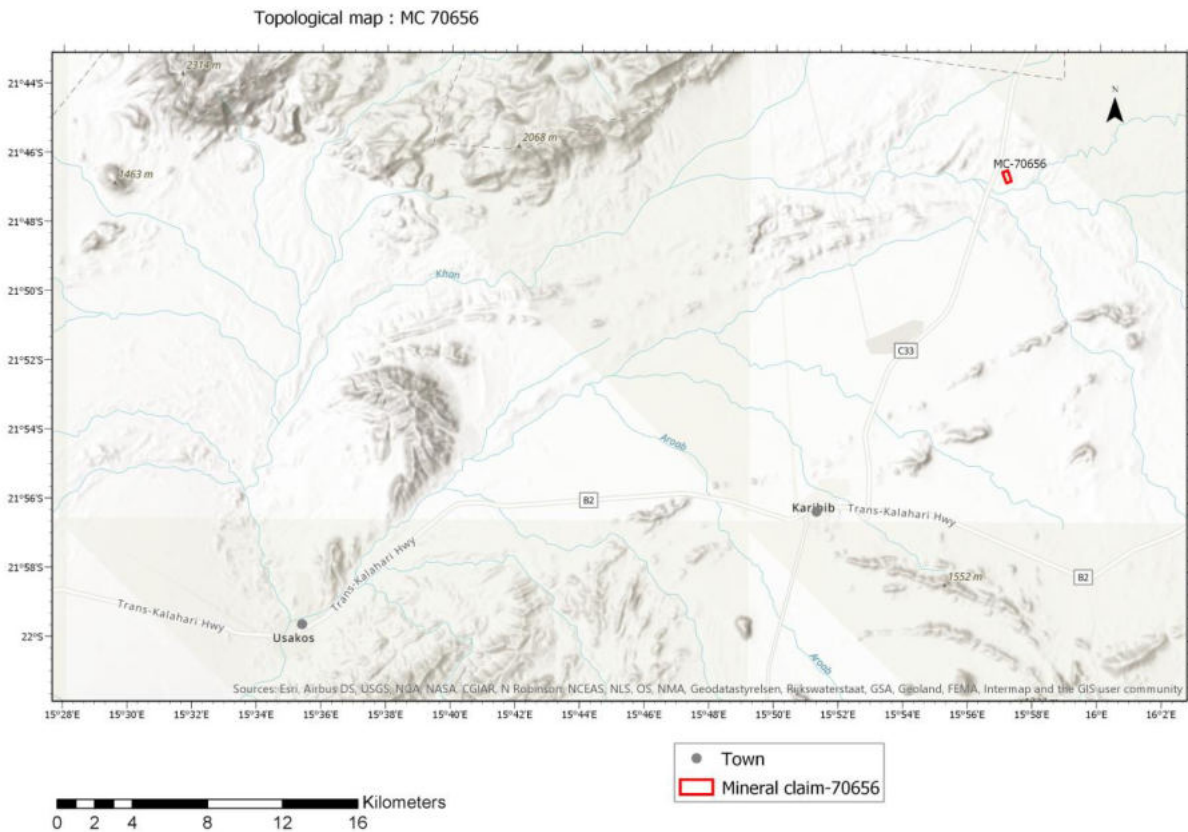 Topological map : MC 70656
2314 m
21°44'S
N
2068 m
21°46'S
MC-70656
1463 m
21°48'S
Khan
21°50'S
21°52'S
C33
21°54'S
Aroab
21°56'S
B2
Karibib
Trans-Kalahari Hwy
21°58'S
Trans-Kalahari Hwy
1552 m
B2
Trans-Kalahari Hwy
22°S
Usakos
Aroab
Sources: Esri, Airbus DS, USGS, NGA, NASA, CGIAR, N Robinson, NCEAS, NLS, OS, NMA, Geodatastyrelsen, Rijkswaterstaat, GSA, Geoland, FEMA, Intermap and the GIS user community
15°28'E 15°30'E 15°32'E 15°34'E 15°36'E 15°38'E 15°40'E 15°42'E 15°44'E 15°46'E 15°48'E 15°50'E 15°52'E 15°54'E 15°56'E 15°58'E 16°E 16°2'E
Town
Mineral claim-70656
Kilometers
0 2 4 8 12 16